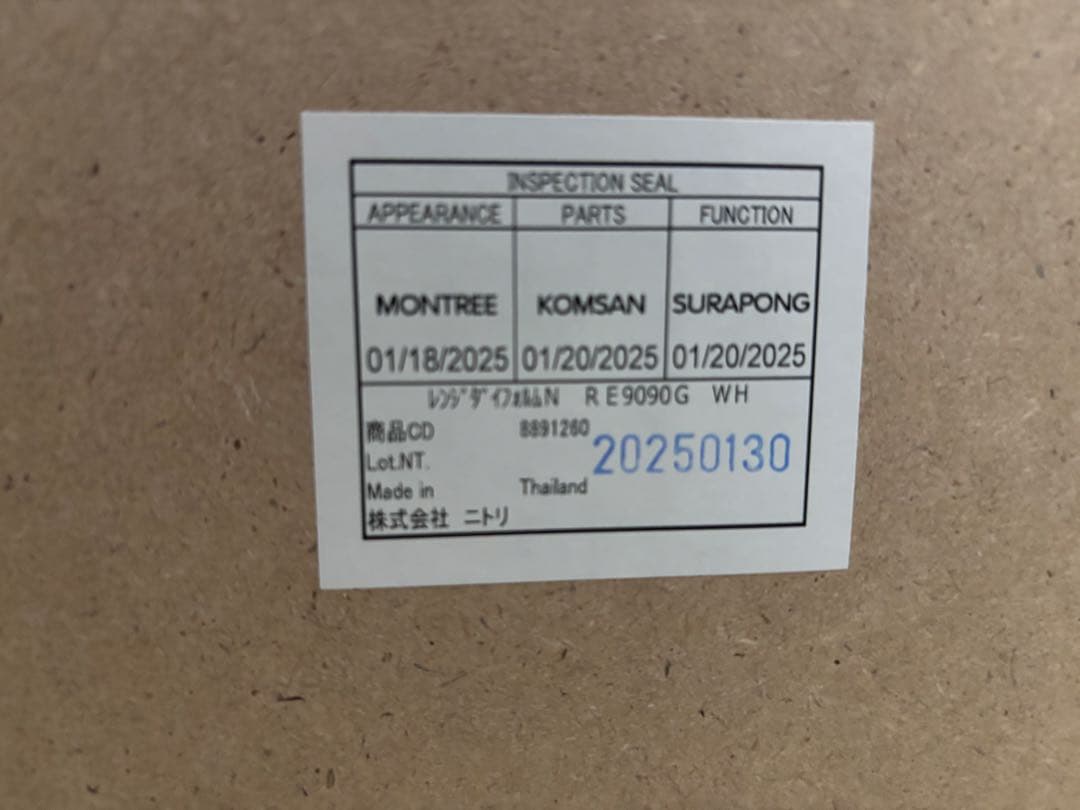 INSPECTION SEAL
APPEARANCE PARTS FUNCTION
MONTREE KOMSAN SURAPONG
01/18/2025 01/20/2025 01/20/2025
ﾚﾝｼﾞﾀﾞｲﾌｫﾙﾑN RE9090G WH
商品CD 8891260
20250130
Lot.NT.
Made in Thailand
株式会社 ニトリ